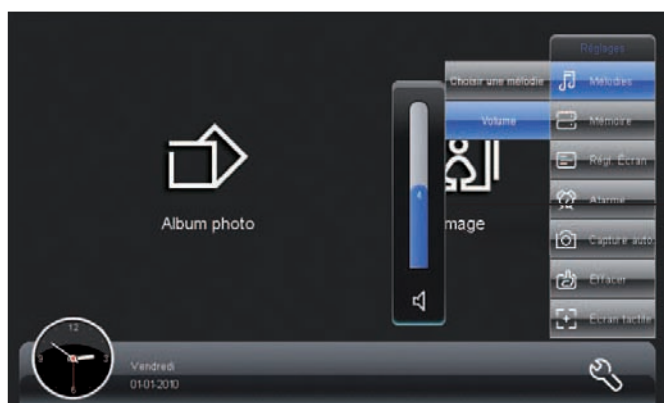 Réglages
Choisir une mélodie
Mélodies
Volume
Mémoire
Régl. Écran
Alarme
Capture auto
Effacer
Écran tactile
Album photo
mage
12
3
6
9
Vendredi
01-01-2010